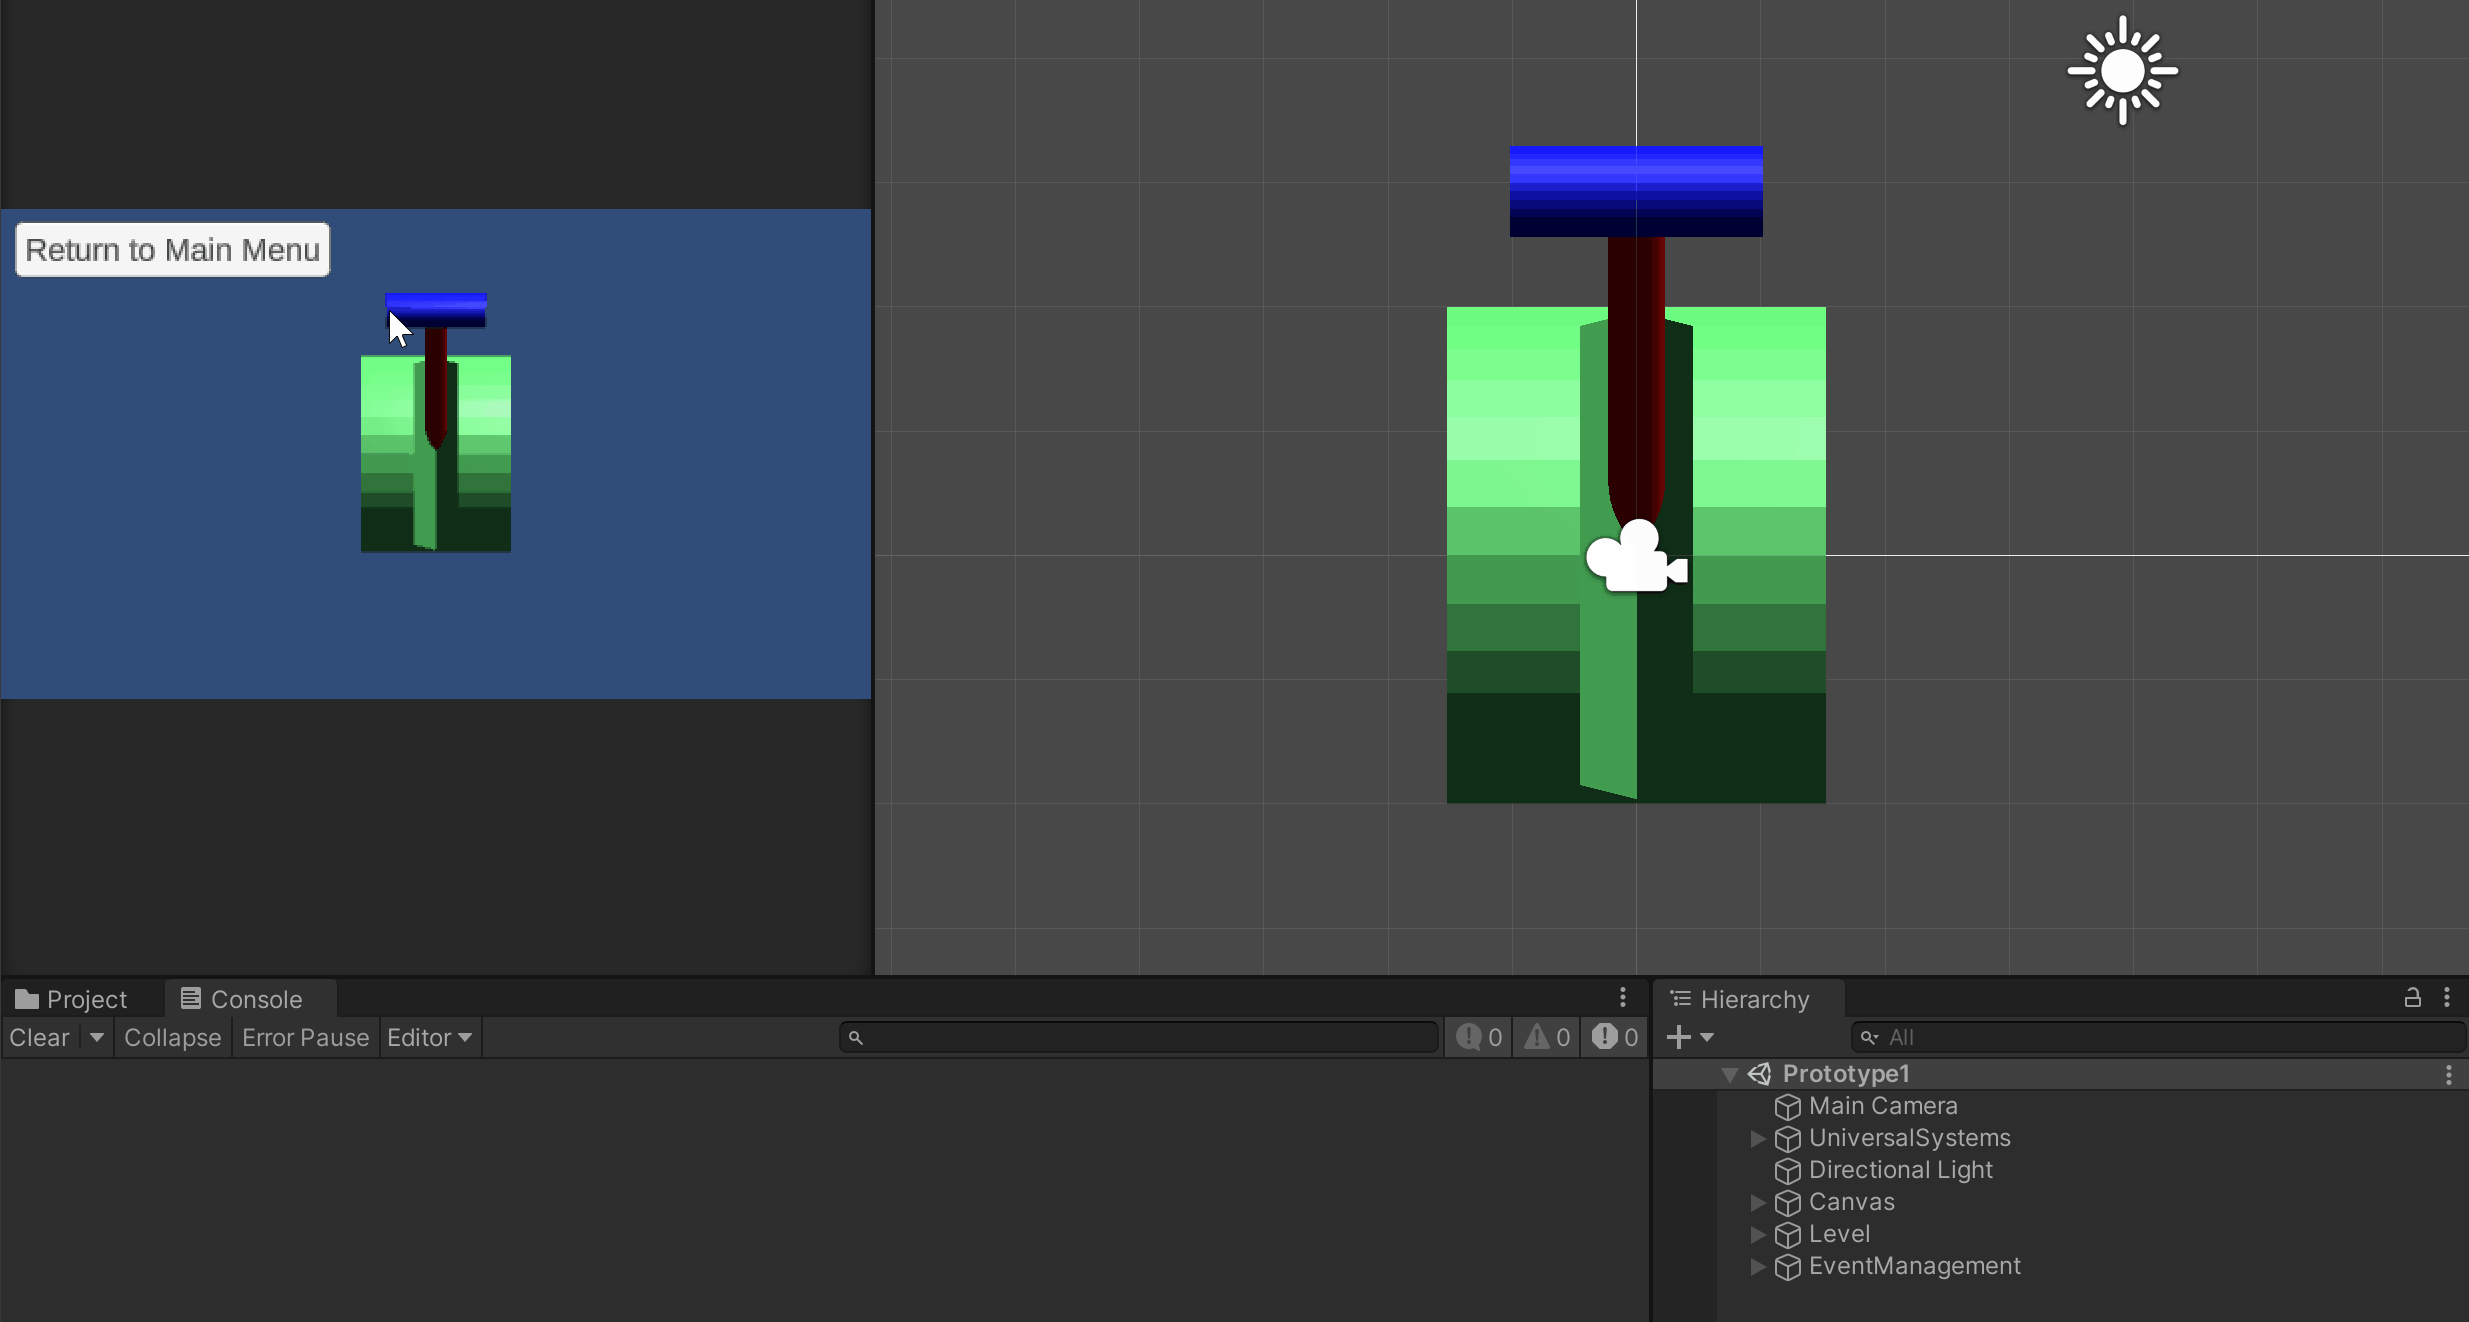 Return to Main Menu
Project
Console
Clear
Collapse
Error Pause
Editor
0
0
0
Hierarchy
All
Prototype1
Main Camera
UniversalSystems
Directional Light
Canvas
Level
EventManagement